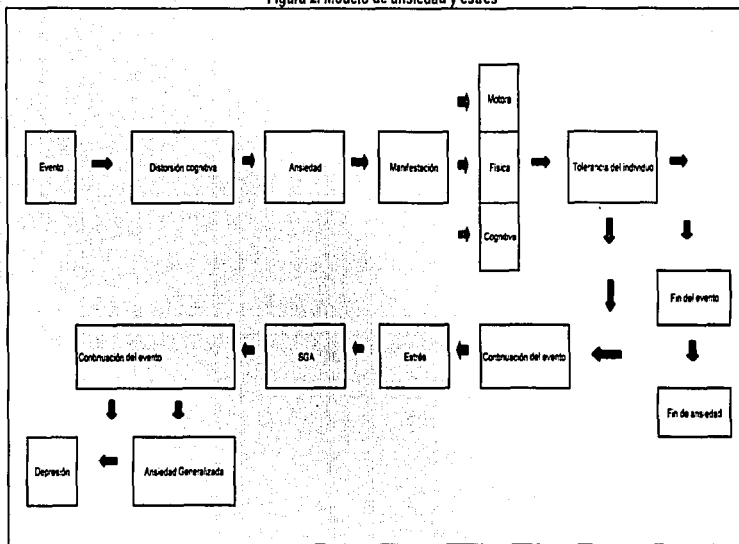 Figura 2. Modelo de ansiedad y estrés
Motora
Evento
Distorsión cognitiva
Ansiedad
Manifestación
Física
Tolerancia del individuo
Cognitiva
Fin del evento
Continuación del evento
SGA
Estrés
Continuación del evento
Fin de ansiedad
Depresión
Ansiedad Generalizada